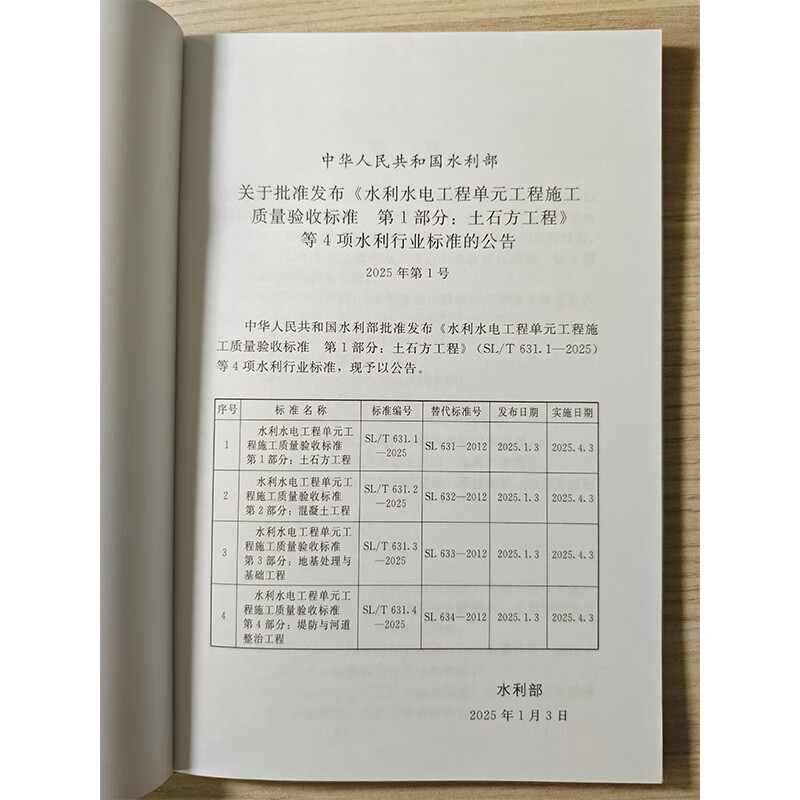 中华人民共和国水利部
关于批准发布《水利水电工程单元工程施工
质量验收标准　第1部分：土石方工程》
等4项水利行业标准的公告
2025年第1号
中华人民共和国水利部批准发布《水利水电工程单元工程施
工质量验收标准　第1部分：土石方工程》（SL/T 631.1—2025）
等4项水利行业标准，现予以公告。
序号 标准名称 标准编号 替代标准号 发布日期 实施日期
水利水电工程单元工
1 程施工质量验收标准 SL/T 631.1 SL 631—2012 2025.1.3 2025.4.3
第1部分：土石方工程 —2025
水利水电工程单元工
2 程施工质量验收标准 SL/T 631.2 SL 632—2012 2025.1.3 2025.4.3
第2部分：混凝土工程 —2025
水利水电工程单元工
3 程施工质量验收标准 SL/T 631.3 SL 633—2012 2025.1.3 2025.4.3
第3部分：地基处理与 —2025
基础工程
水利水电工程单元工
4 程施工质量验收标准 SL/T 631.4 SL 634—2012 2025.1.3 2025.4.3
第4部分：堤防与河道 —2025
整治工程
水利部
2025年1月3日